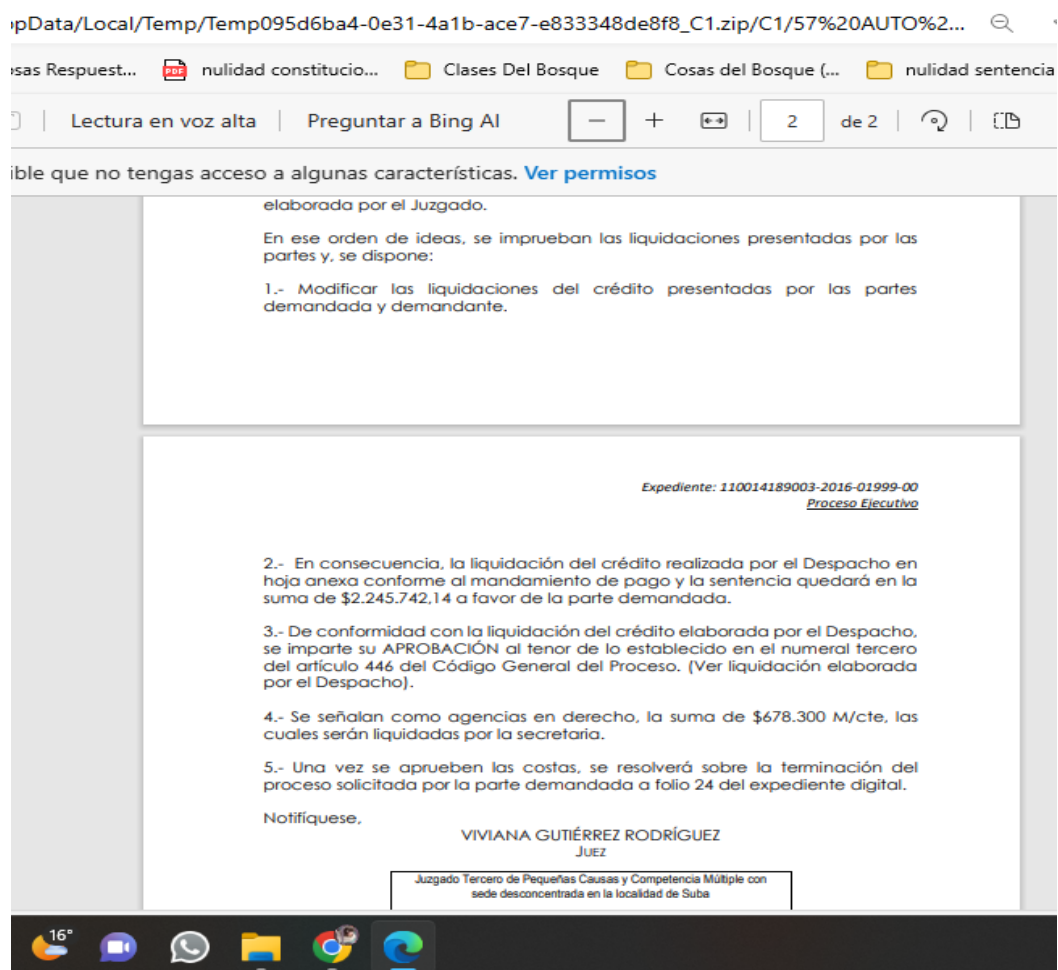 ppData/Local/Temp/Temp095d6ba4-0e31-4a1b-ace7-e833348de8f8_C1.zip/C1/57%20AUTO%2...
osas Respuest... PDF nulidad constitucio... Clases Del Bosque Cosas del Bosque (... nulidad sentencia
Lectura en voz alta Preguntar a Bing AI 2 de 2
ible que no tengas acceso a algunas características. Ver permisos
elaborada por el Juzgado.
En ese orden de ideas, se imprueban las liquidaciones presentadas por las
partes y, se dispone:
1.- Modificar las liquidaciones del crédito presentadas por las partes
demandada y demandante.
Expediente: 110014189003-2016-01999-00
Proceso Ejecutivo
2.- En consecuencia, la liquidación del crédito realizada por el Despacho en
hoja anexa conforme al mandamiento de pago y la sentencia quedará en la
suma de $2.245.742,14 a favor de la parte demandada.
3.- De conformidad con la liquidación del crédito elaborada por el Despacho,
se imparte su APROBACIÓN al tenor de lo establecido en el numeral tercero
del artículo 446 del Código General del Proceso. (Ver liquidación elaborada
por el Despacho).
4.- Se señalan como agencias en derecho, la suma de $678.300 M/cte, las
cuales serán liquidadas por la secretaria.
5.- Una vez se aprueben las costas, se resolverá sobre la terminación del
proceso solicitada por la parte demandada a folio 24 del expediente digital.
Notifíquese,
VIVIANA GUTIÉRREZ RODRÍGUEZ
JUEZ
Juzgado Tercero de Pequeñas Causas y Competencia Múltiple con
sede desconcentrada en la localidad de Suba
16°